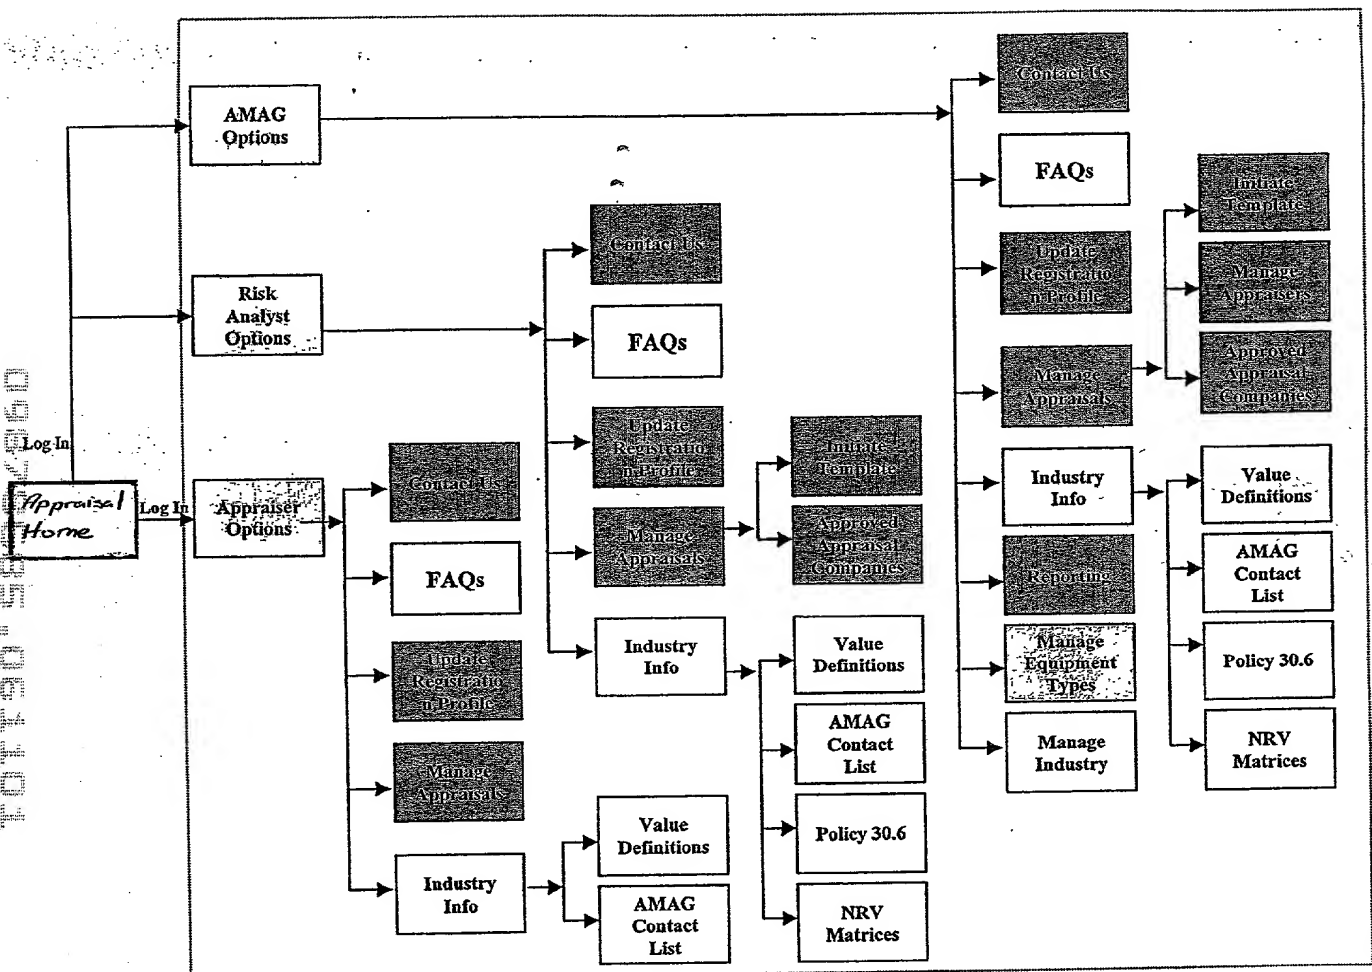 AMAG
Options
Risk
Analyst
Options
Log In
Appraisal
Home
Log In
Appraiser
Options
Contact Us
FAQs
Update
Registratio
n Profile
Manage
Appraisals
Industry
Info
Value
Definitions
AMAG
Contact
List
Contact Us
FAQs
Update
Registratio
n Profile
Manage
Appraisals
Initiate
Template
Approved
Appraisal
Companies
Industry
Info
Value
Definitions
AMAG
Contact
List
Policy 30.6
NRV
Matrices
Contact Us
FAQs
Update
Registratio
n Profile
Manage
Appraisals
Initiate
Template
Manage
Appraisers
Approved
Appraisal
Companies
Industry
Info
Value
Definitions
AMAG
Contact
List
Policy 30.6
NRV
Matrices
Reporting
Manage
Equipment
Types
Manage
Industry